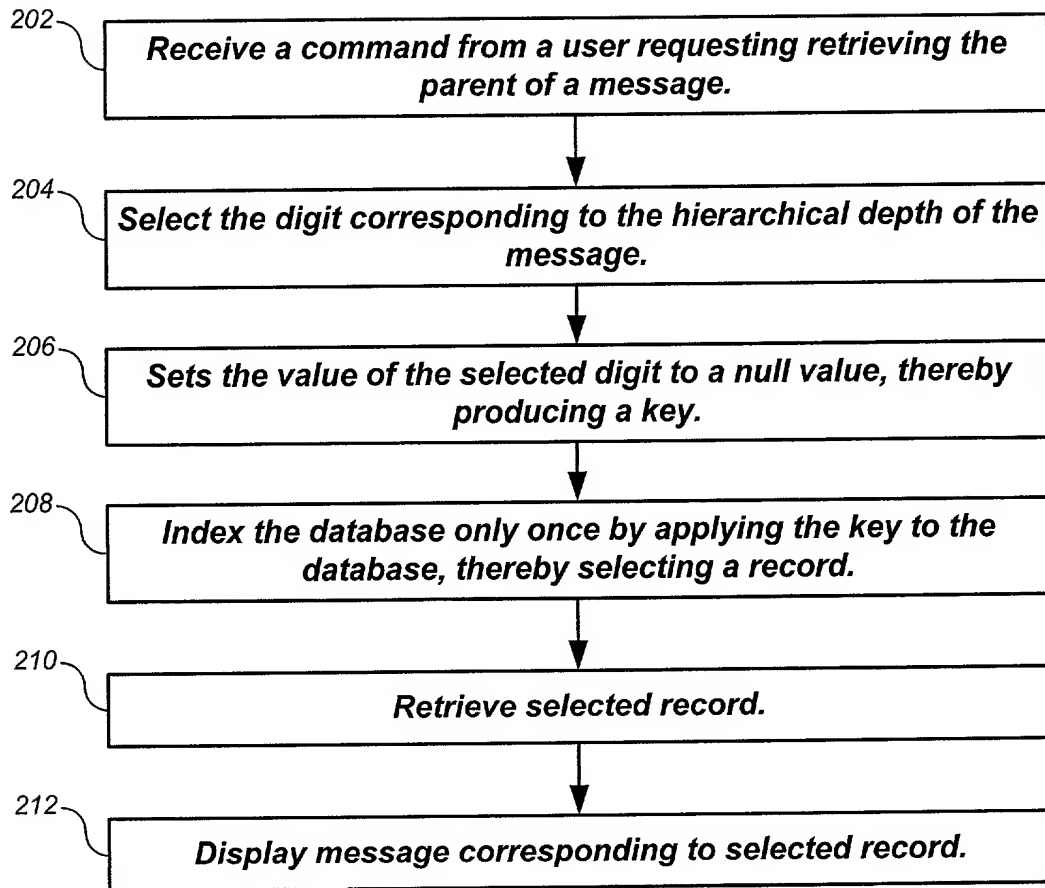 202
Receive a command from a user requesting retrieving the
parent of a message.
204
Select the digit corresponding to the hierarchical depth of the
message.
206
Sets the value of the selected digit to a null value, thereby
producing a key.
208
Index the database only once by applying the key to the
database, thereby selecting a record.
210
Retrieve selected record.
212
Display message corresponding to selected record.